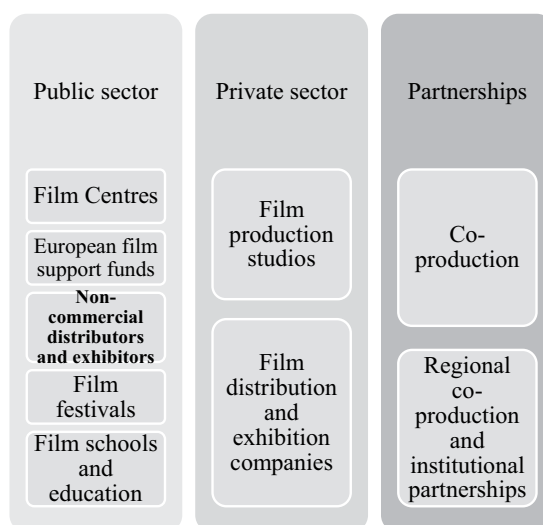 Public sector
Film Centres
European film
support funds
Non-
commercial
distributors
and exhibitors
Film
festivals
Film schools
and
education
Private sector
Film
production
studios
Film
distribution
and
exhibition
companies
Partnerships
Co-
production
Regional
co-
production
and
institutional
partnerships